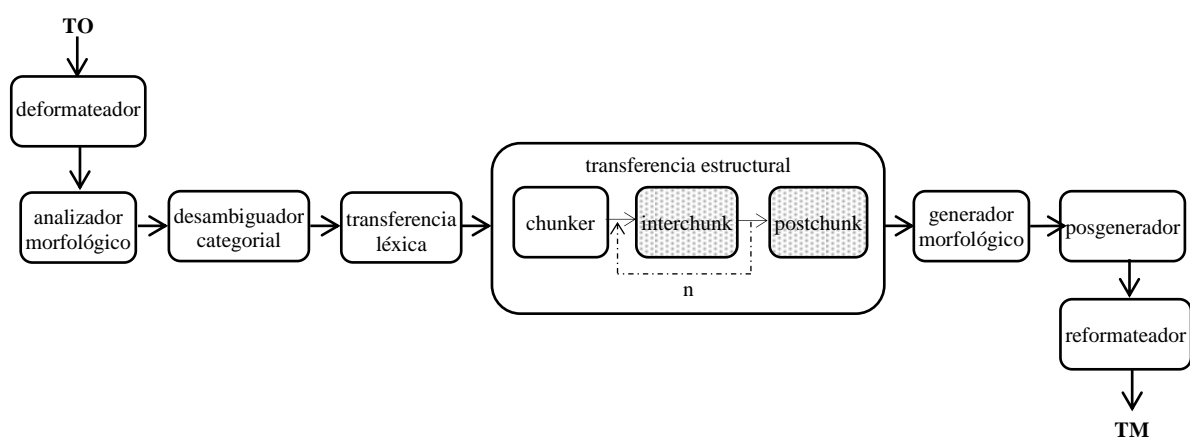 TO
deformateador
analizador
morfológico
desambiguador
categorial
transferencia
léxica
transferencia estructural
chunker
interchunk
postchunk
n
generador
morfológico
posgenerador
reformateador
TM